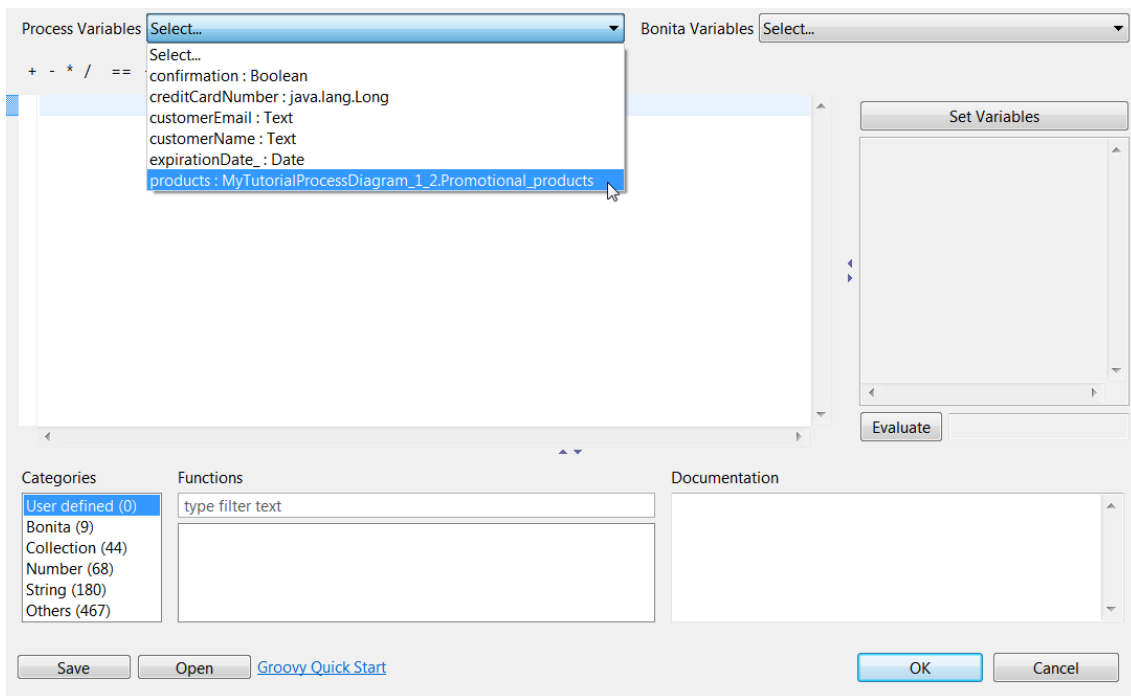 Process Variables Select... Bonita Variables Select...
Select...
+ - * / ==
confirmation : Boolean
creditCardNumber : java.lang.Long
customerEmail : Text
customerName : Text
expirationDate_ : Date
products : MyTutorialProcessDiagram_1_2.Promotional_products
Set Variables
Evaluate
Categories Functions Documentation
User defined (0) type filter text
Bonita (9)
Collection (44)
Number (68)
String (180)
Others (467)
Save Open Groovy Quick Start OK Cancel